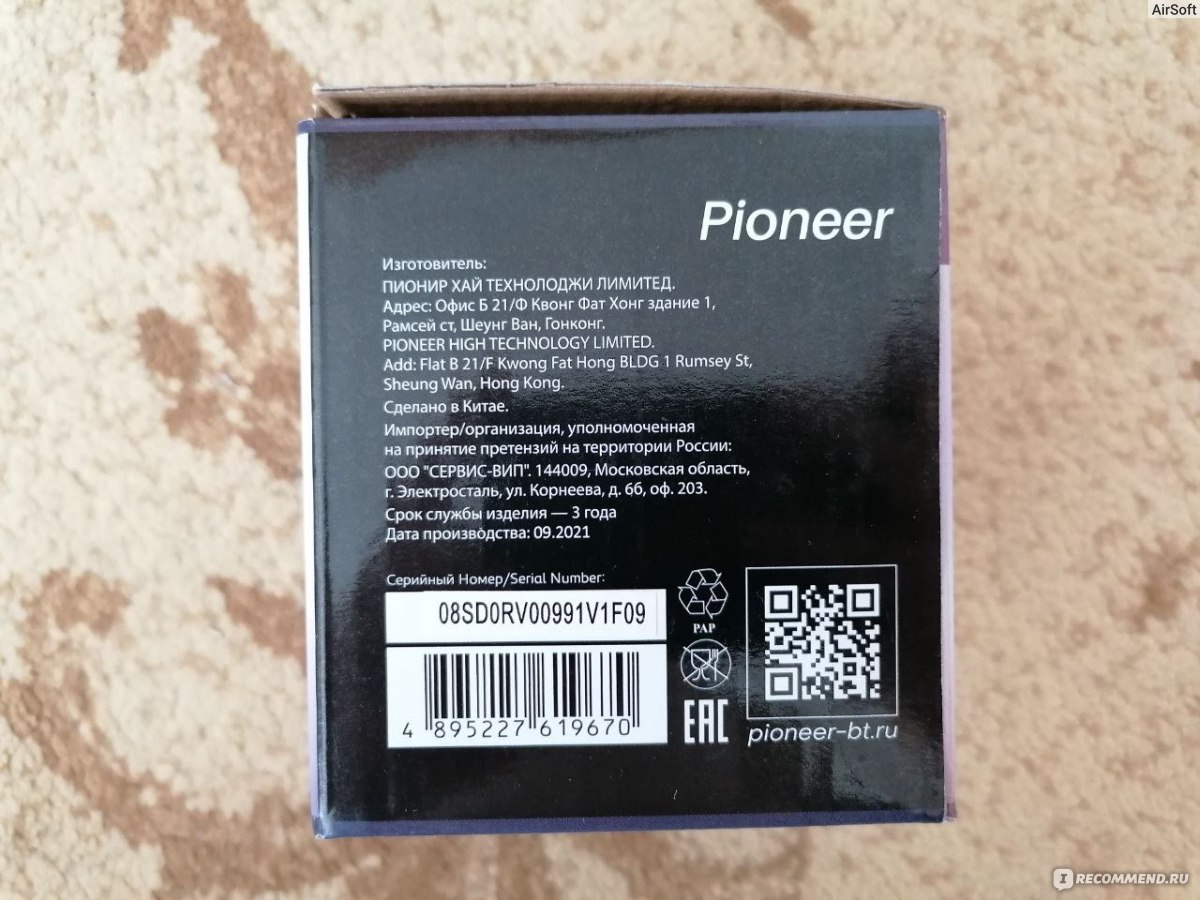 AirSoft
Pioneer
Изготовитель:
ПИОНИР ХАЙ ТЕХНОЛОДЖИ ЛИМИТЕД.
Адрес: Офис Б 21/Ф Квонг Фат Хонг здание 1,
Рамсей ст, Шеунг Ван, Гонконг.
PIONEER HIGH TECHNOLOGY LIMITED.
Add: Flat B 21/F Kwong Fat Hong BLDG 1 Rumsey St,
Sheung Wan, Hong Kong.
Сделано в Китае.
Импортер/организация, уполномоченная
на принятие претензий на территории России:
ООО "СЕРВИС-ВИП". 144009, Московская область,
г. Электросталь, ул. Корнеева, д. 6б, оф. 203.
Срок службы изделия — 3 года
Дата производства: 09.2021
Серийный Номер/Serial Number:
08SD0RV00991V1F09
PAP
4 895227 619670
EAC
pioneer-bt.ru
IRECOMMEND.RU